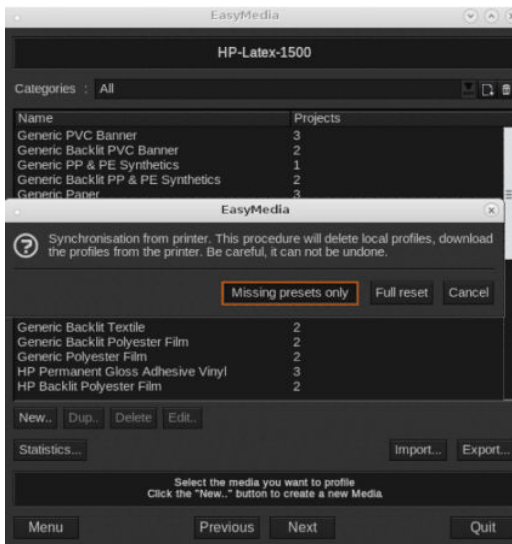 EasyMedia
HP-Latex-1500
Categories : All
Name Projects
Generic PVC Banner 3
Generic Backlit PVC Banner 2
Generic PP & PE Synthetics 1
Generic Backlit PP & PE Synthetics 2
Generic Paper 3
EasyMedia
Synchronisation from printer. This procedure will delete local profiles, download
the profiles from the printer. Be careful, it can not be undone.
Missing presets only Full reset Cancel
Generic Backlit Textile 2
Generic Backlit Polyester Film 2
Generic Polyester Film 2
HP Permanent Gloss Adhesive Vinyl 3
HP Backlit Polyester Film 2
New.. Dup.. Delete Edit..
Statistics... Import... Export...
Select the media you want to profile
Click the "New.." button to create a new Media
Menu Previous Next Quit